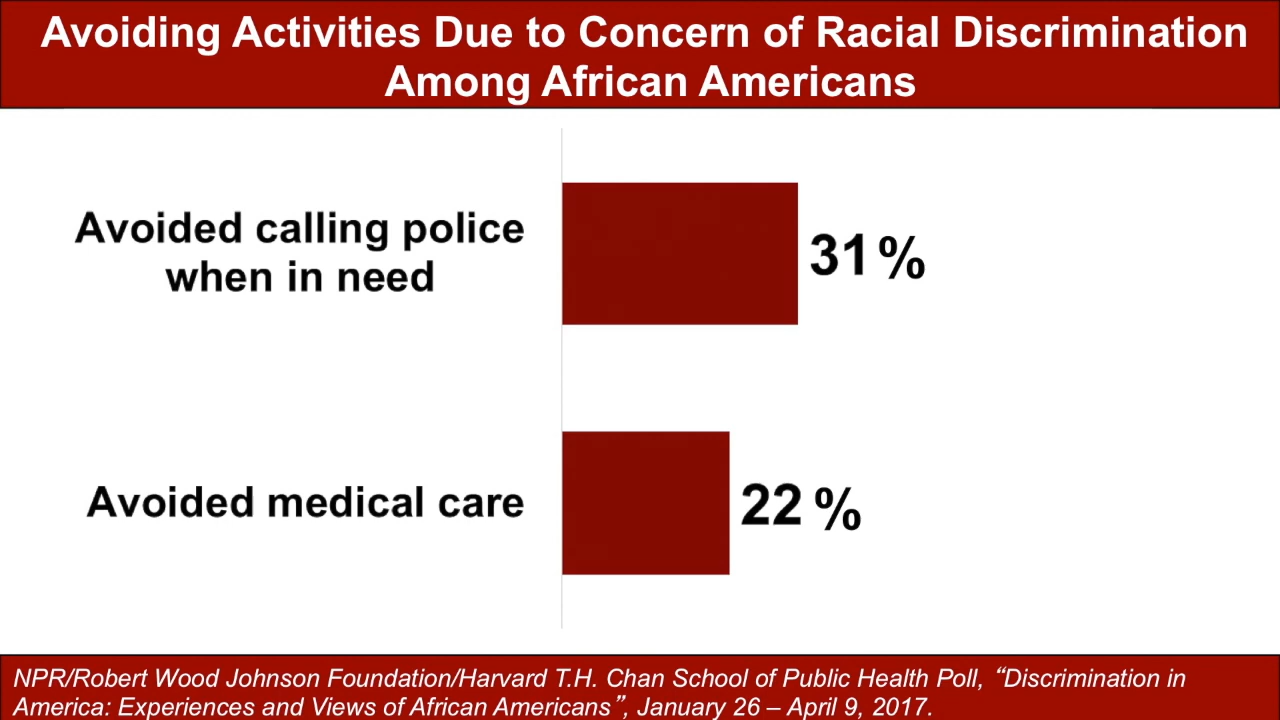 Avoiding Activities Due to Concern of Racial Discrimination
Among African Americans
Avoided calling police
when in need
31%
Avoided medical care
22 %
NPR/Robert Wood Johnson Foundation/Harvard T.H. Chan School of Public Health Poll, “Discrimination in
America: Experiences and Views of African Americans”, January 26 – April 9, 2017.